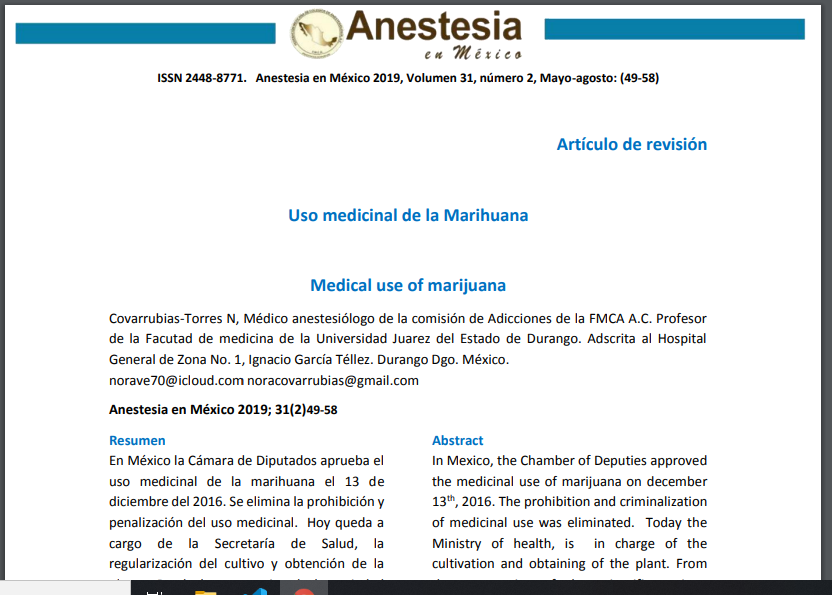 Anestesia
en México
ISSN 2448-8771. Anestesia en México 2019, Volumen 31, número 2, Mayo-agosto: (49-58)
Artículo de revisión
Uso medicinal de la Marihuana
Medical use of marijuana
Covarrubias-Torres N, Médico anestesiólogo de la comisión de Adicciones de la FMCA A.C. Profesor
de la Facutad de medicina de la Universidad Juarez del Estado de Durango. Adscrita al Hospital
General de Zona No. 1, Ignacio García Téllez. Durango Dgo. México.
norave70@icloud.com noracovarrubias@gmail.com
Anestesia en México 2019; 31(2)49-58
Resumen
En México la Cámara de Diputados aprueba el
uso medicinal de la marihuana el 13 de
diciembre del 2016. Se elimina la prohibición y
penalización del uso medicinal. Hoy queda a
cargo de la Secretaría de Salud, la
regularización del cultivo y obtención de la
Abstract
In Mexico, the Chamber of Deputies approved
the medicinal use of marijuana on december
13th, 2016. The prohibition and criminalization
of medicinal use was eliminated. Today the
Ministry of health, is in charge of the
cultivation and obtaining of the plant. From